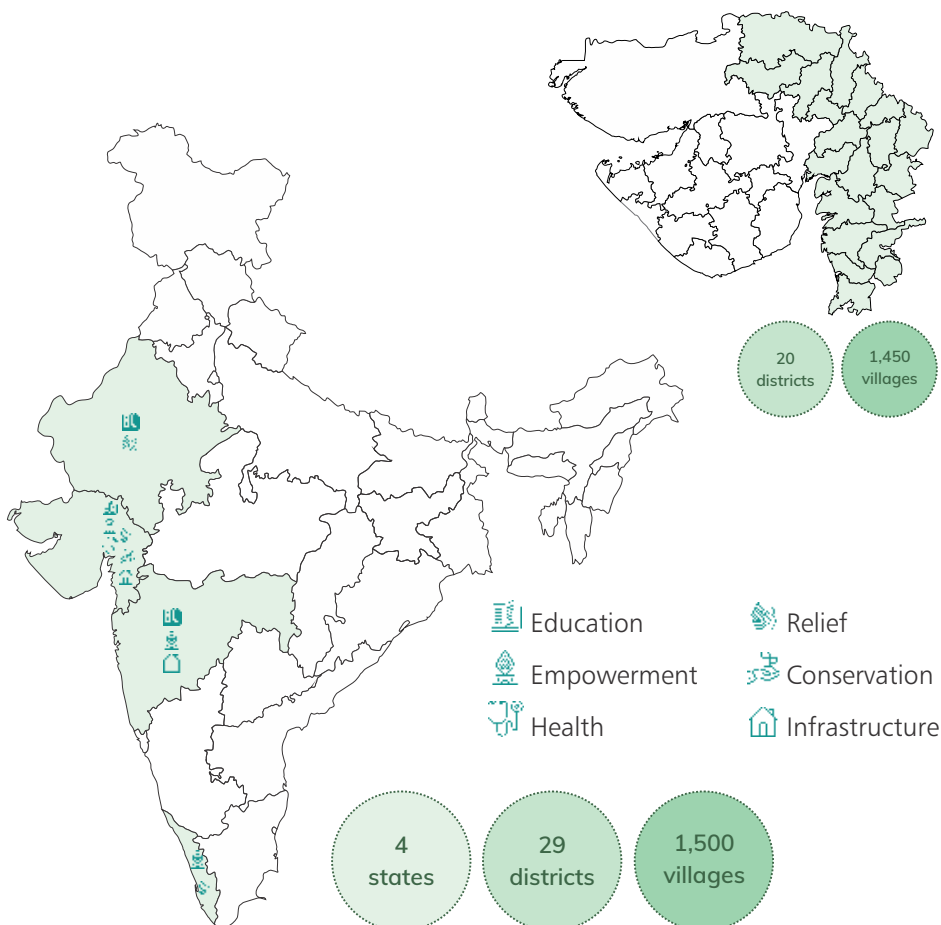 20
districts
1,450
villages
Education
Relief
Empowerment
Conservation
Health
Infrastructure
4
states
29
districts
1,500
villages